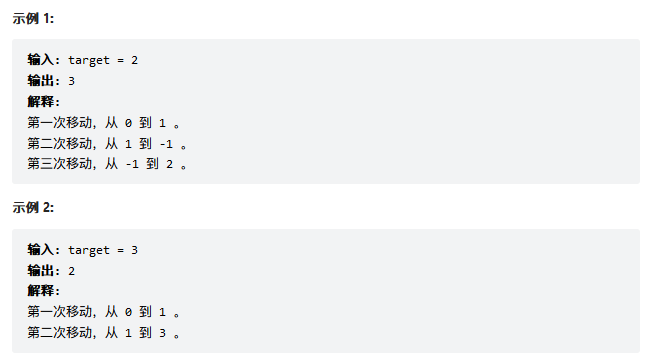 示例 1:
输入: target = 2
输出: 3
解释:
第一次移动，从 0 到 1 。
第二次移动，从 1 到 -1 。
第三次移动，从 -1 到 2 。
示例 2:
输入: target = 3
输出: 2
解释:
第一次移动，从 0 到 1 。
第二次移动，从 1 到 3 。